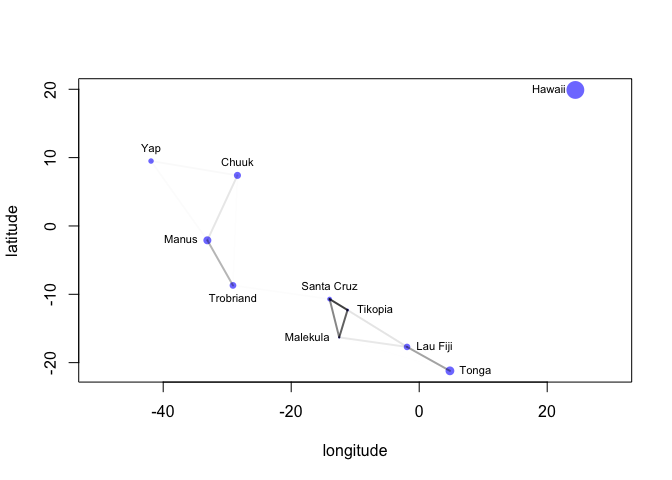 20
Hawaii
Yap
10
Chuuk
latitude
0
Manus
-10
Santa Cruz
Trobriand
Tikopia
Malekula
Lau Fiji
-20
Tonga
-40
-20
0
20
longitude